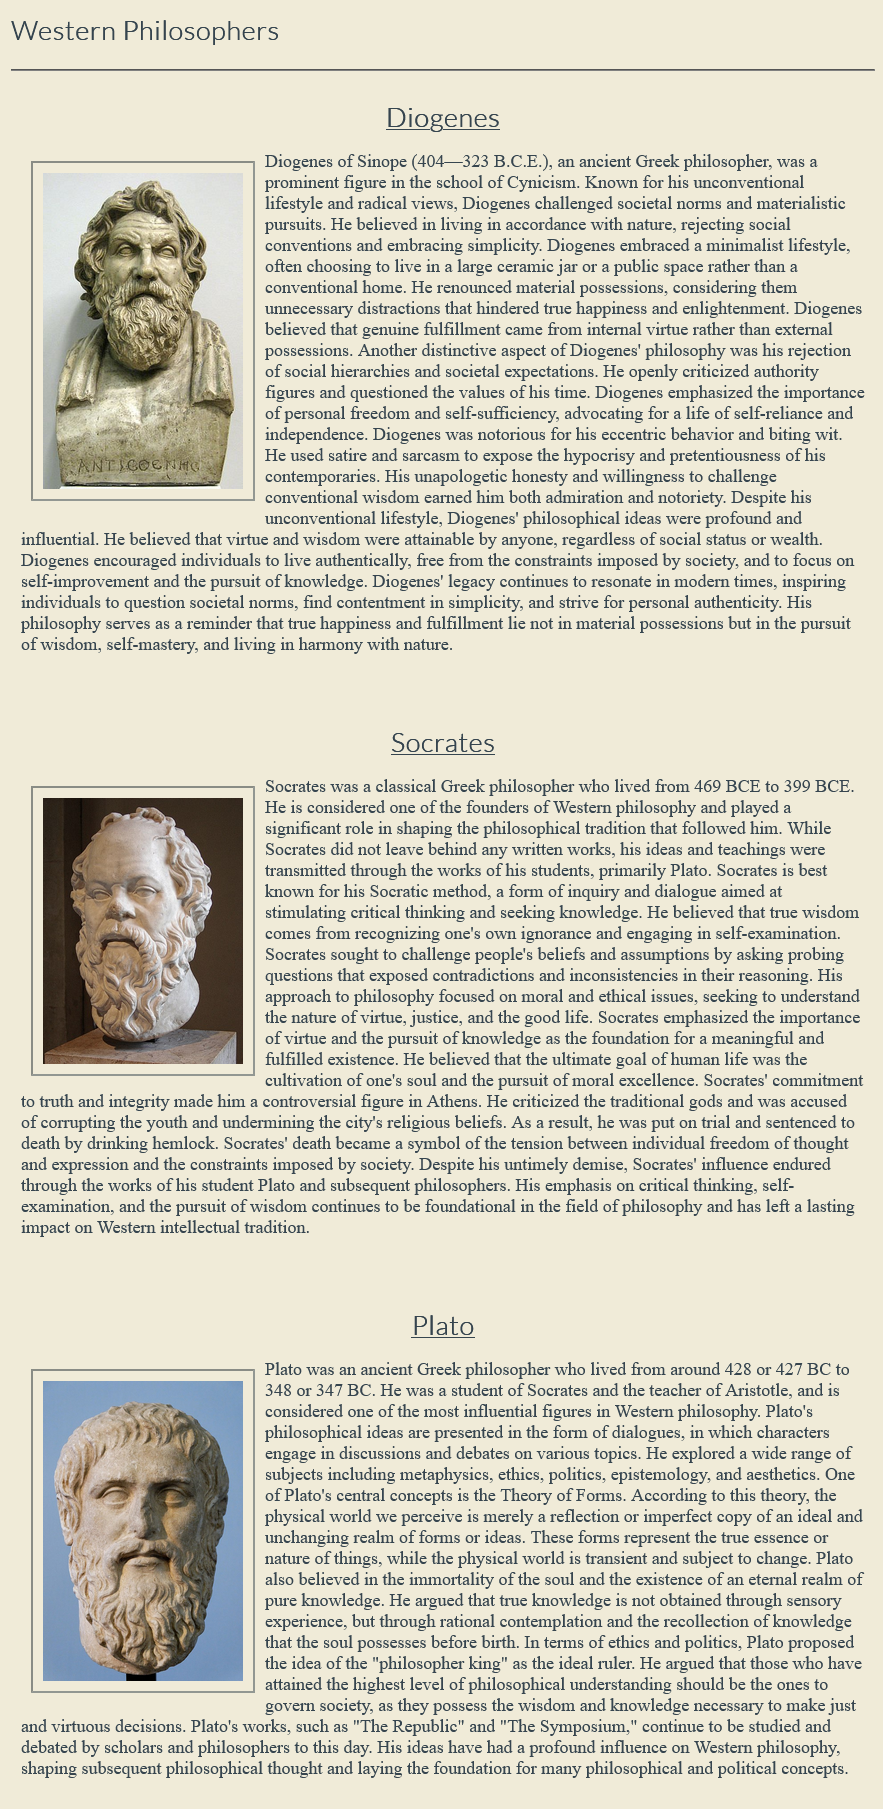 Western Philosophers
Diogenes
Diogenes of Sinope (404—323 B.C.E.), an ancient Greek philosopher, was a
prominent figure in the school of Cynicism. Known for his unconventional
lifestyle and radical views, Diogenes challenged societal norms and materialistic
pursuits. He believed in living in accordance with nature, rejecting social
conventions and embracing simplicity. Diogenes embraced a minimalist lifestyle,
often choosing to live in a large ceramic jar or a public space rather than a
conventional home. He renounced material possessions, considering them
unnecessary distractions that hindered true happiness and enlightenment. Diogenes
believed that genuine fulfillment came from internal virtue rather than external
possessions. Another distinctive aspect of Diogenes' philosophy was his rejection
of social hierarchies and societal expectations. He openly criticized authority
figures and questioned the values of his time. Diogenes emphasized the importance
of personal freedom and self-sufficiency, advocating for a life of self-reliance and
independence. Diogenes was notorious for his eccentric behavior and biting wit.
He used satire and sarcasm to expose the hypocrisy and pretentiousness of his
contemporaries. His unapologetic honesty and willingness to challenge
conventional wisdom earned him both admiration and notoriety. Despite his
unconventional lifestyle, Diogenes' philosophical ideas were profound and
influential. He believed that virtue and wisdom were attainable by anyone, regardless of social status or wealth.
Diogenes encouraged individuals to live authentically, free from the constraints imposed by society, and to focus on
self-improvement and the pursuit of knowledge. Diogenes' legacy continues to resonate in modern times, inspiring
individuals to question societal norms, find contentment in simplicity, and strive for personal authenticity. His
philosophy serves as a reminder that true happiness and fulfillment lie not in material possessions but in the pursuit
of wisdom, self-mastery, and living in harmony with nature.
Socrates
Socrates was a classical Greek philosopher who lived from 469 BCE to 399 BCE.
He is considered one of the founders of Western philosophy and played a
significant role in shaping the philosophical tradition that followed him. While
Socrates did not leave behind any written works, his ideas and teachings were
transmitted through the works of his students, primarily Plato. Socrates is best
known for his Socratic method, a form of inquiry and dialogue aimed at
stimulating critical thinking and seeking knowledge. He believed that true wisdom
comes from recognizing one's own ignorance and engaging in self-examination.
Socrates sought to challenge people's beliefs and assumptions by asking probing
questions that exposed contradictions and inconsistencies in their reasoning. His
approach to philosophy focused on moral and ethical issues, seeking to understand
the nature of virtue, justice, and the good life. Socrates emphasized the importance
of virtue and the pursuit of knowledge as the foundation for a meaningful and
fulfilled existence. He believed that the ultimate goal of human life was the
cultivation of one's soul and the pursuit of moral excellence. Socrates' commitment
to truth and integrity made him a controversial figure in Athens. He criticized the traditional gods and was accused
of corrupting the youth and undermining the city's religious beliefs. As a result, he was put on trial and sentenced to
death by drinking hemlock. Socrates' death became a symbol of the tension between individual freedom of thought
and expression and the constraints imposed by society. Despite his untimely demise, Socrates' influence endured
through the works of his student Plato and subsequent philosophers. His emphasis on critical thinking, self-
examination, and the pursuit of wisdom continues to be foundational in the field of philosophy and has left a lasting
impact on Western intellectual tradition.
Plato
Plato was an ancient Greek philosopher who lived from around 428 or 427 BC to
348 or 347 BC. He was a student of Socrates and the teacher of Aristotle, and is
considered one of the most influential figures in Western philosophy. Plato's
philosophical ideas are presented in the form of dialogues, in which characters
engage in discussions and debates on various topics. He explored a wide range of
subjects including metaphysics, ethics, politics, epistemology, and aesthetics. One
of Plato's central concepts is the Theory of Forms. According to this theory, the
physical world we perceive is merely a reflection or imperfect copy of an ideal and
unchanging realm of forms or ideas. These forms represent the true essence or
nature of things, while the physical world is transient and subject to change. Plato
also believed in the immortality of the soul and the existence of an eternal realm of
pure knowledge. He argued that true knowledge is not obtained through sensory
experience, but through rational contemplation and the recollection of knowledge
that the soul possesses before birth. In terms of ethics and politics, Plato proposed
the idea of the "philosopher king" as the ideal ruler. He argued that those who have
attained the highest level of philosophical understanding should be the ones to
govern society, as they possess the wisdom and knowledge necessary to make just
and virtuous decisions. Plato's works, such as "The Republic" and "The Symposium," continue to be studied and
debated by scholars and philosophers to this day. His ideas have had a profound influence on Western philosophy,
shaping subsequent philosophical thought and laying the foundation for many philosophical and political concepts.